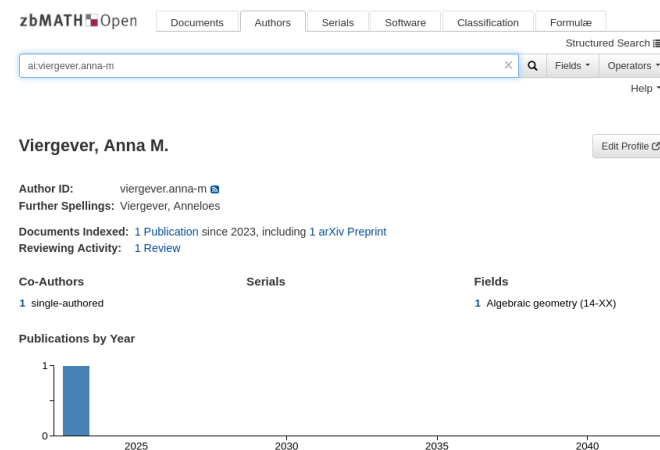 zbMATH Open
Documents Authors Serials Software Classification Formulæ
Structured Search
ai:viergever.anna-m × Fields Operators
Help
Viergever, Anna M.
Edit Profile
Author ID: viergever.anna-m
Further Spellings: Viergever, Anneloes
Documents Indexed: 1 Publication since 2023, including 1 arXiv Preprint
Reviewing Activity: 1 Review
Co-Authors Serials Fields
1 single-authored 1 Algebraic geometry (14-XX)
Publications by Year
1
0
2025 2030 2035 2040